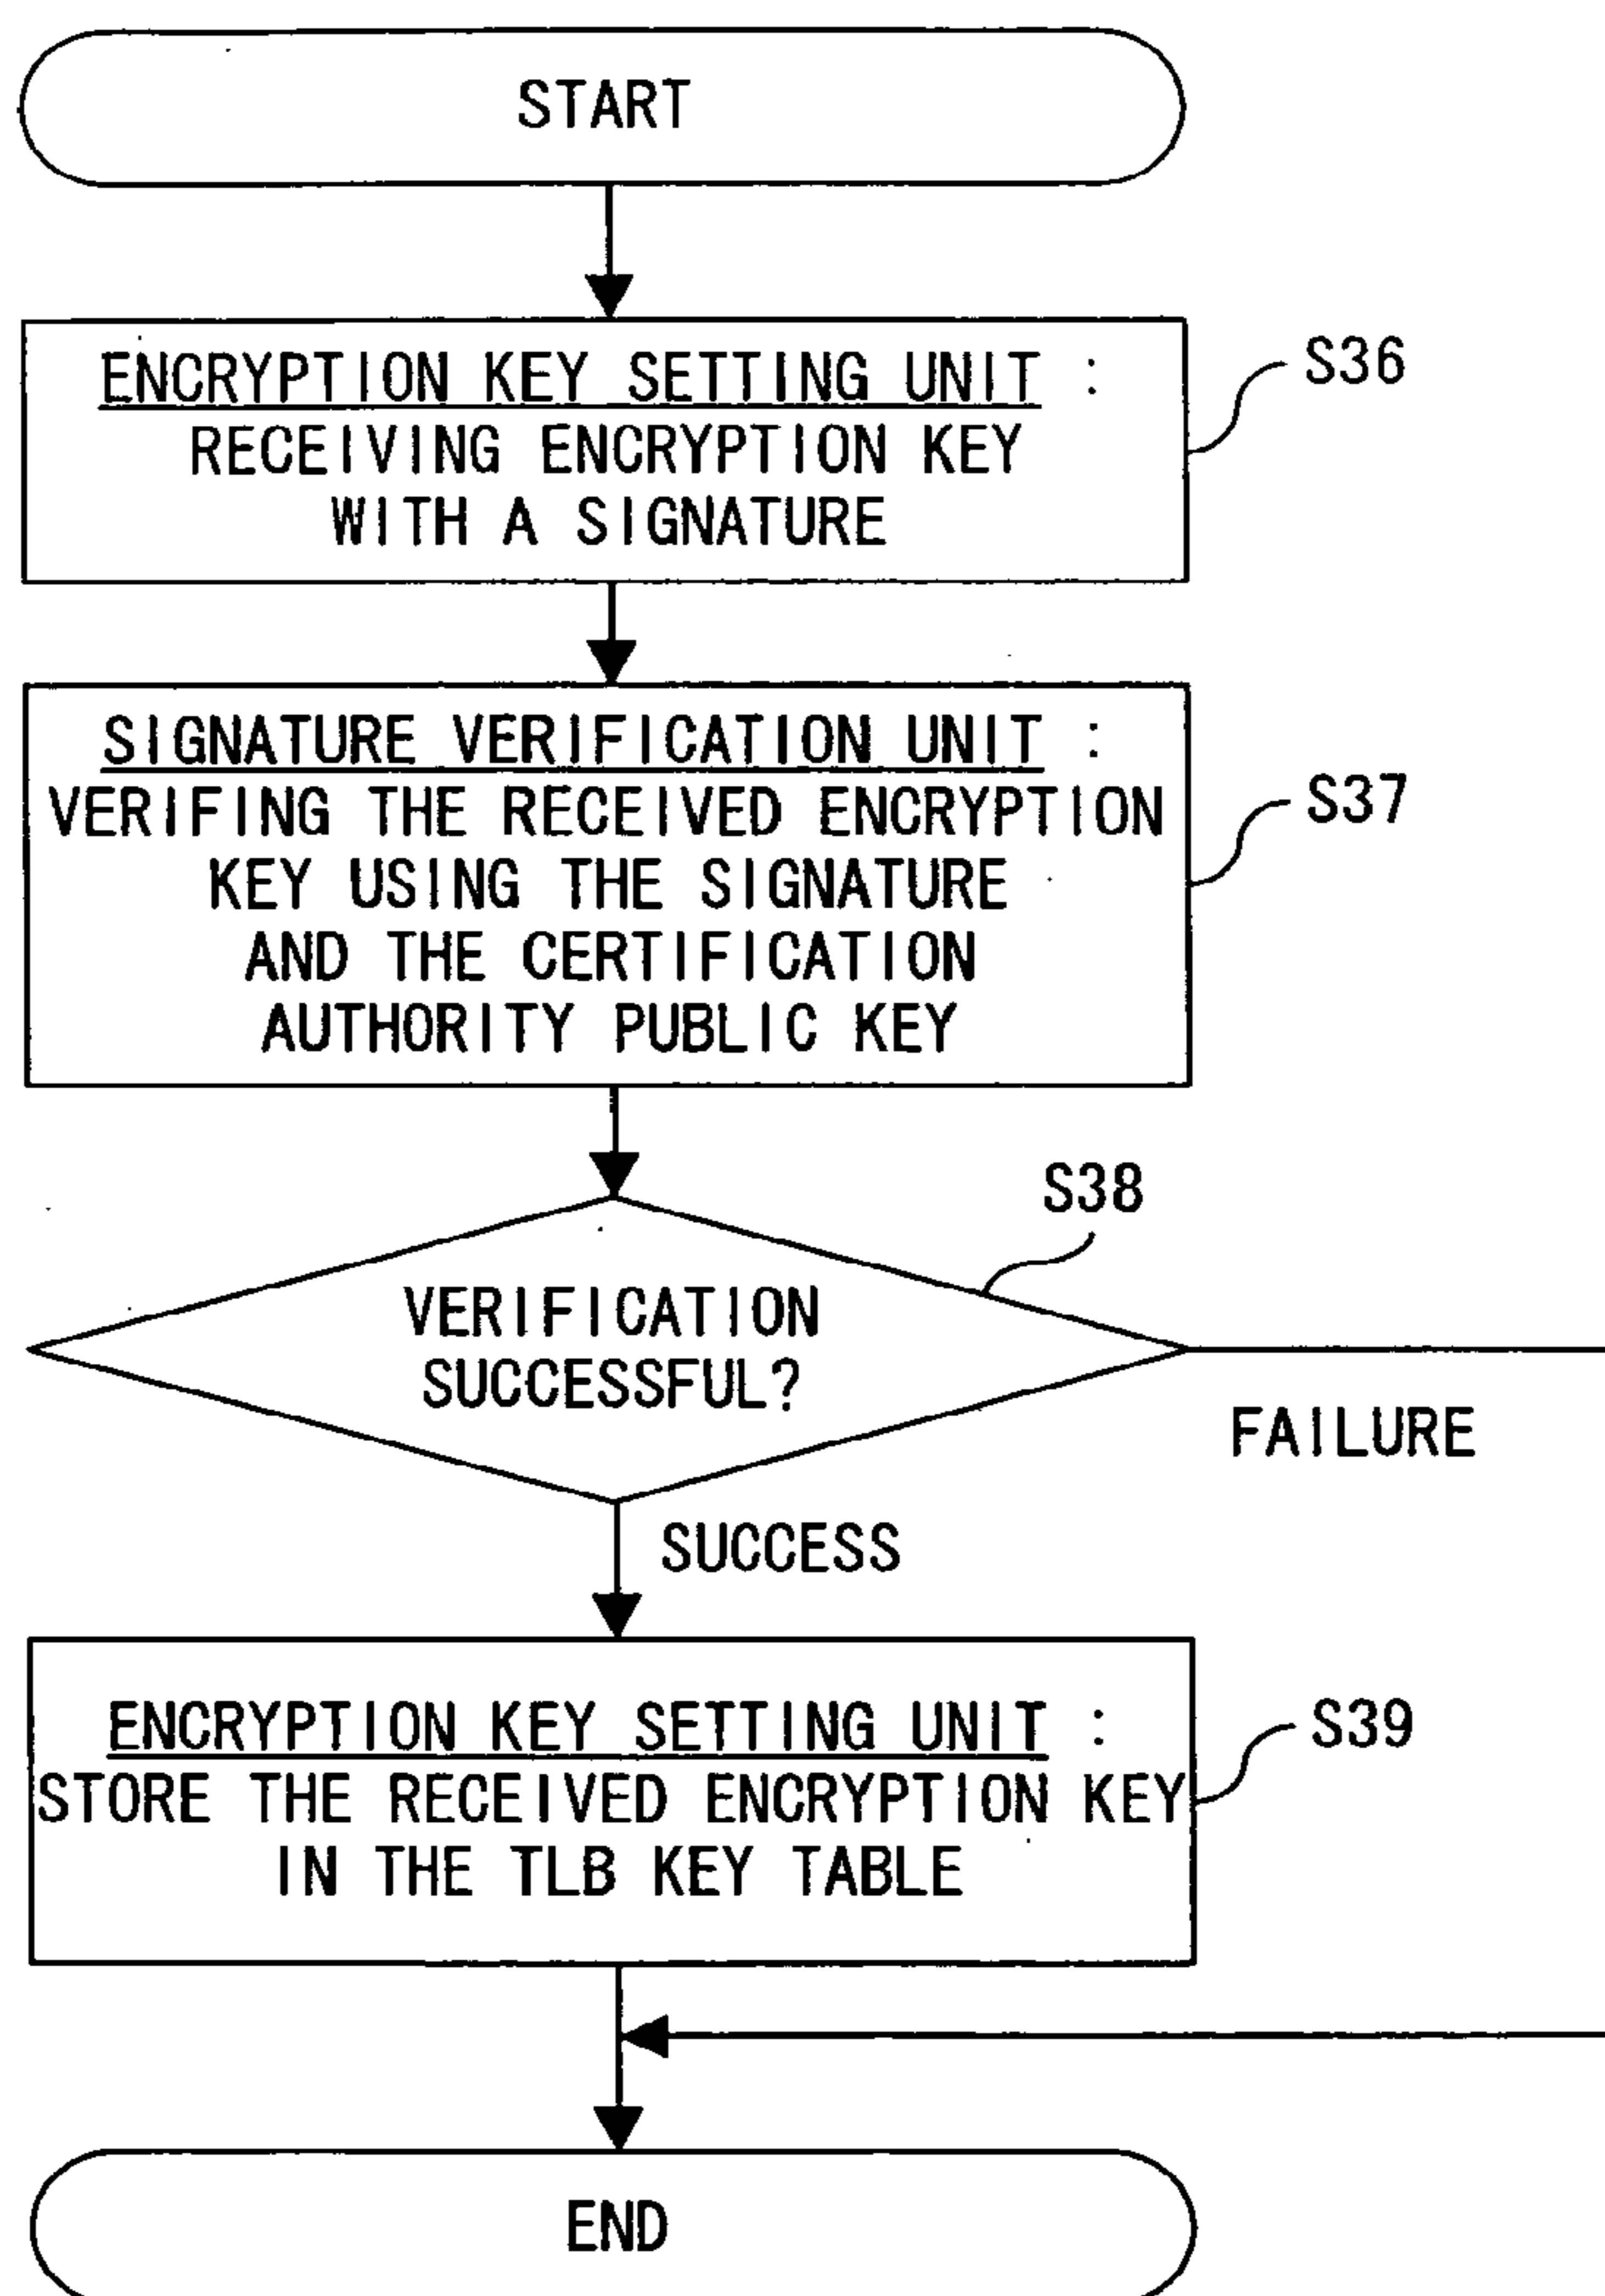 START
ENCRYPTION KEY SETTING UNIT :
RECEIVING ENCRYPTION KEY
WITH A SIGNATURE
S36
SIGNATURE VERIFICATION UNIT :
VERIFING THE RECEIVED ENCRYPTION
KEY USING THE SIGNATURE
AND THE CERTIFICATION
AUTHORITY PUBLIC KEY
S37
S38
VERIFICATION
SUCCESSFUL?
FAILURE
SUCCESS
ENCRYPTION KEY SETTING UNIT :
STORE THE RECEIVED ENCRYPTION KEY
IN THE TLB KEY TABLE
S39
END